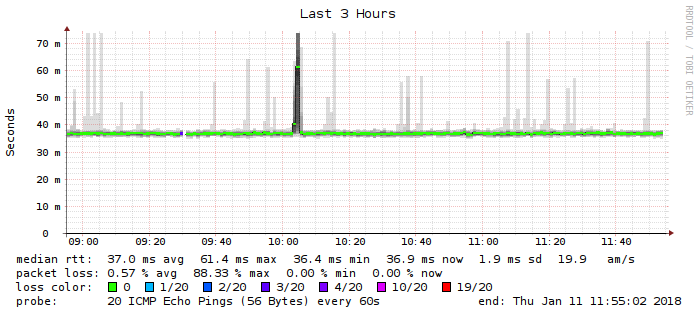 Last 3 Hours
RRDTOOL / TOBI OETIKER
Seconds
70 m
60 m
50 m
40 m
30 m
20 m
10 m
0
09:00 09:20 09:40 10:00 10:20 10:40 11:00 11:20 11:40
median rtt: 37.0 ms avg 61.4 ms max 36.4 ms min 36.9 ms now 1.9 ms sd 19.9 am/s
packet loss: 0.57 % avg 88.33 % max 0.00 % min 0.00 % now
loss color: 0 1/20 2/20 3/20 4/20 10/20 19/20
probe: 20 ICMP Echo Pings (56 Bytes) every 60s end: Thu Jan 11 11:55:02 2018